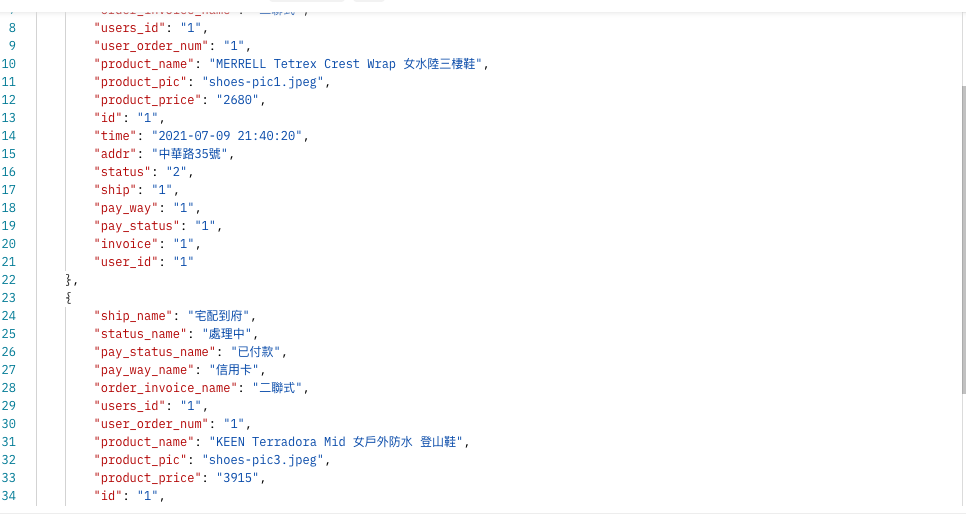 8 "users_id": "1",
9 "user_order_num": "1",
10 "product_name": "MERRELL Tetrex Crest Wrap 女水陸三棲鞋",
11 "product_pic": "shoes-pic1.jpeg",
12 "product_price": "2680",
13 "id": "1",
14 "time": "2021-07-09 21:40:20",
15 "addr": "中華路35號",
16 "status": "2",
17 "ship": "1",
18 "pay_way": "1",
19 "pay_status": "1",
20 "invoice": "1",
21 "user_id": "1"
22 },
23 {
24 "ship_name": "宅配到府",
25 "status_name": "處理中",
26 "pay_status_name": "已付款",
27 "pay_way_name": "信用卡",
28 "order_invoice_name": "二聯式",
29 "users_id": "1",
30 "user_order_num": "1",
31 "product_name": "KEEN Terradora Mid 女戶外防水 登山鞋",
32 "product_pic": "shoes-pic3.jpeg",
33 "product_price": "3915",
34 "id": "1",